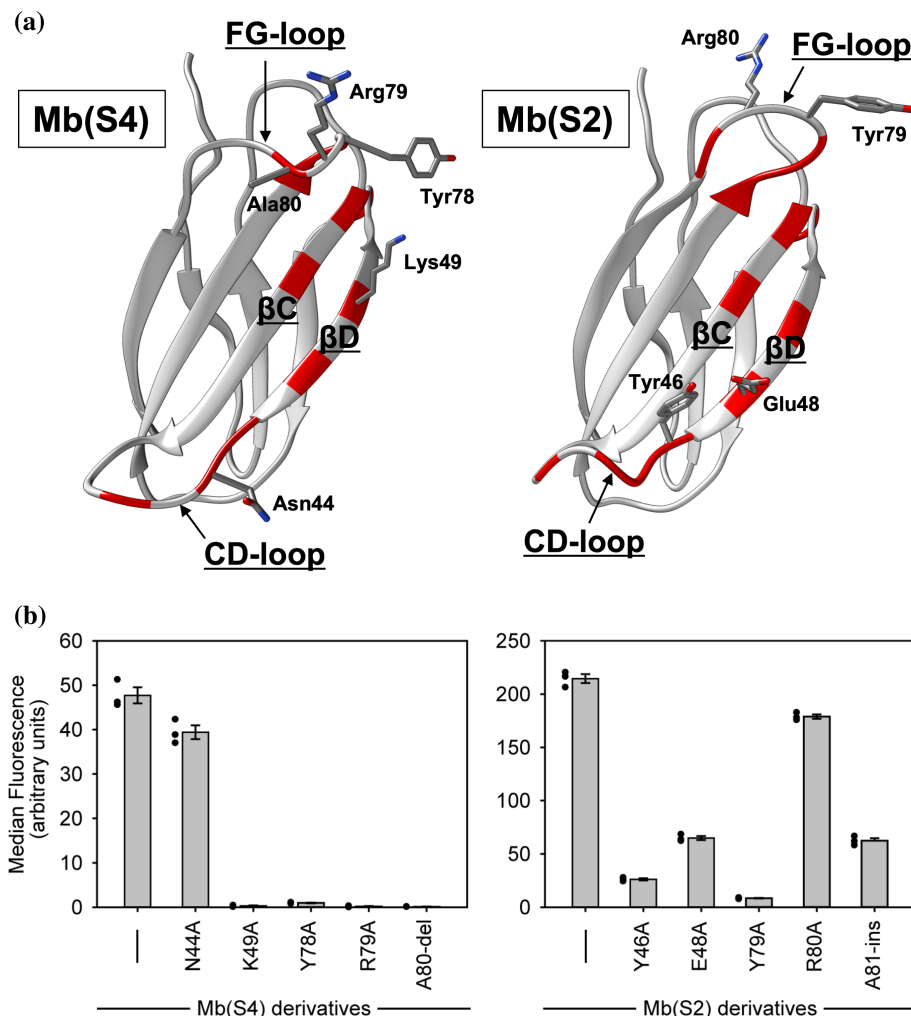 (a)
Mb(S4)
FG-loop
Arg79
Tyr78
Ala80
Lys49
βC
βD
Asn44
CD-loop
Mb(S2)
Arg80
FG-loop
Tyr79
βC
βD
Tyr46
Glu48
CD-loop
(b)
Median Fluorescence
(arbitrary units)
60
50
40
30
20
10
0
—
N44A
K49A
Y78A
R79A
A80-del
Mb(S4) derivatives
250
200
150
100
50
0
—
Y46A
E48A
Y79A
R80A
A81-ins
Mb(S2) derivatives